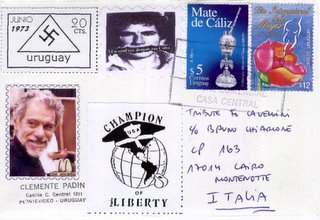 JUNIO
1973
20
CTS.
uruguay
Mate
de Cáliz
$5
Correos
Uruguay
$12
CASA CENTRAL
CLEMENTE PADIN
Casilla C. Central 1211
MONTEVIDEO - URUGUAY
CHAMPION
USA
OF
LIBERTY
TRIBUTE TO CAVELLINI
c/o BRUNO CHIARLONE
CP 163
17014 CAIRO
MONTENOTTE
ITALIA